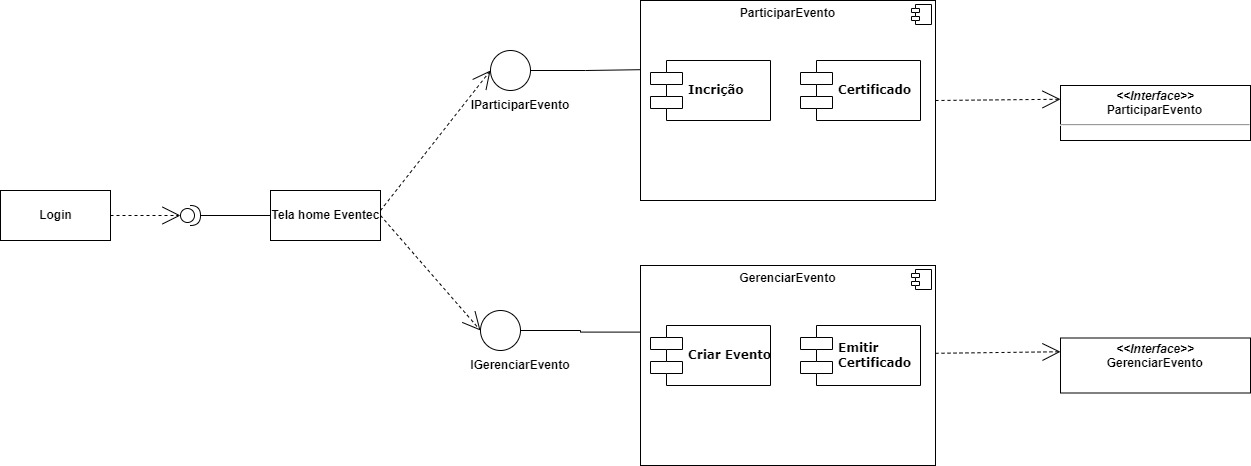 ParticiparEvento
Incrição
Certificado
IParticiparEvento
<<Interface>>
ParticiparEvento
Login
Tela home Eventec
GerenciarEvento
Criar Evento
Emitir
Certificado
IGerenciarEvento
<<Interface>>
GerenciarEvento